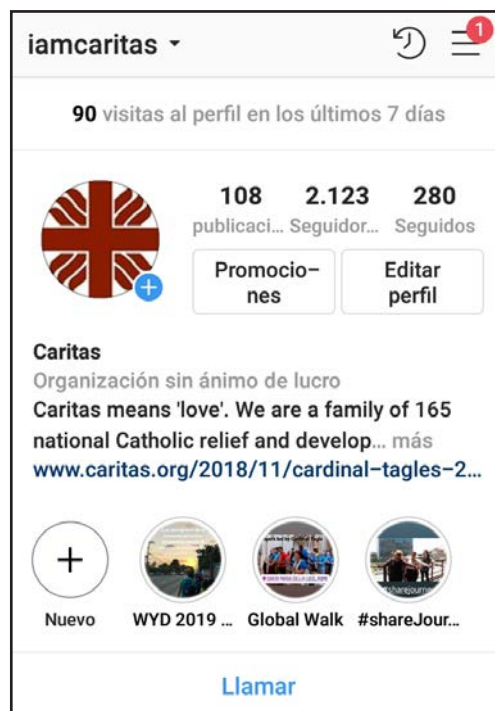 iamcaritas
1
90 visitas al perfil en los últimos 7 días
108 2.123 280
publicaci... Seguidor... Seguidos
Promocio-
nes
Editar
perfil
Caritas
Organización sin ánimo de lucro
Caritas means 'love'. We are a family of 165
national Catholic relief and develop... más
www.caritas.org/2018/11/cardinal-tagles-2...
Nuevo WYD 2019 ... Global Walk #shareJour...
Llamar